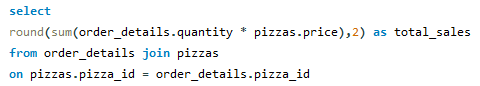 select
round(sum(order_details.quantity * pizzas.price),2) as total_sales
from order_details join pizzas
on pizzas.pizza_id = order_details.pizza_id